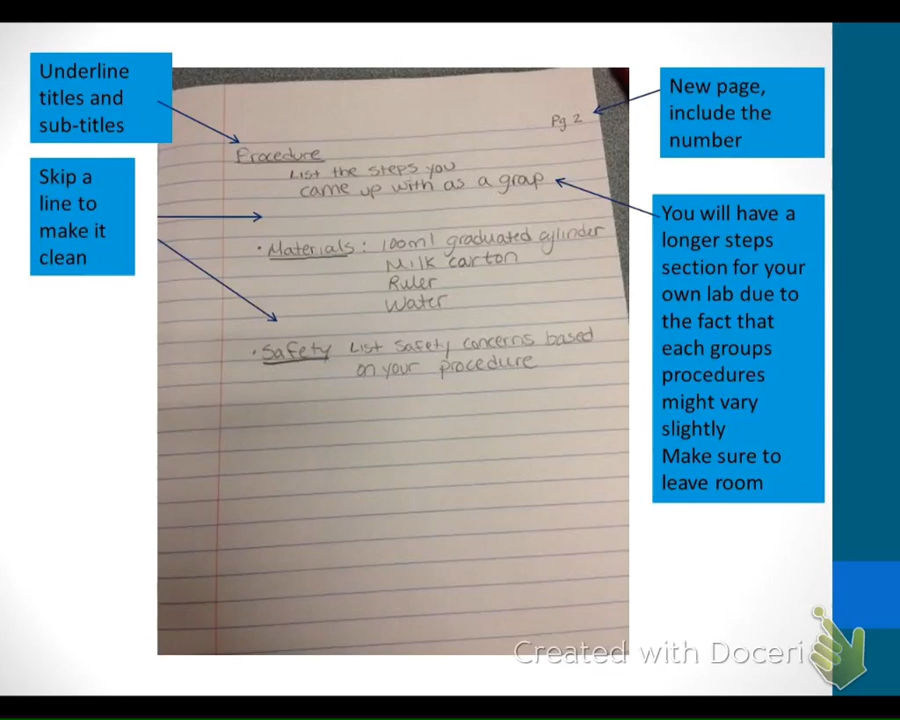 Underline
titles and
sub-titles
Skip a
line to
make it
clean
Pg 2
Procedure
List the steps you
came up with as a grap
· Materials : 100ml graduated cylinder
Milk carton
Ruler
Water
· Safety List safety concerns based
on your procedure
New page,
include the
number
You will have a
longer steps
section for your
own lab due to
the fact that
each groups
procedures
might vary
slightly
Make sure to
leave room
Created with Doceri